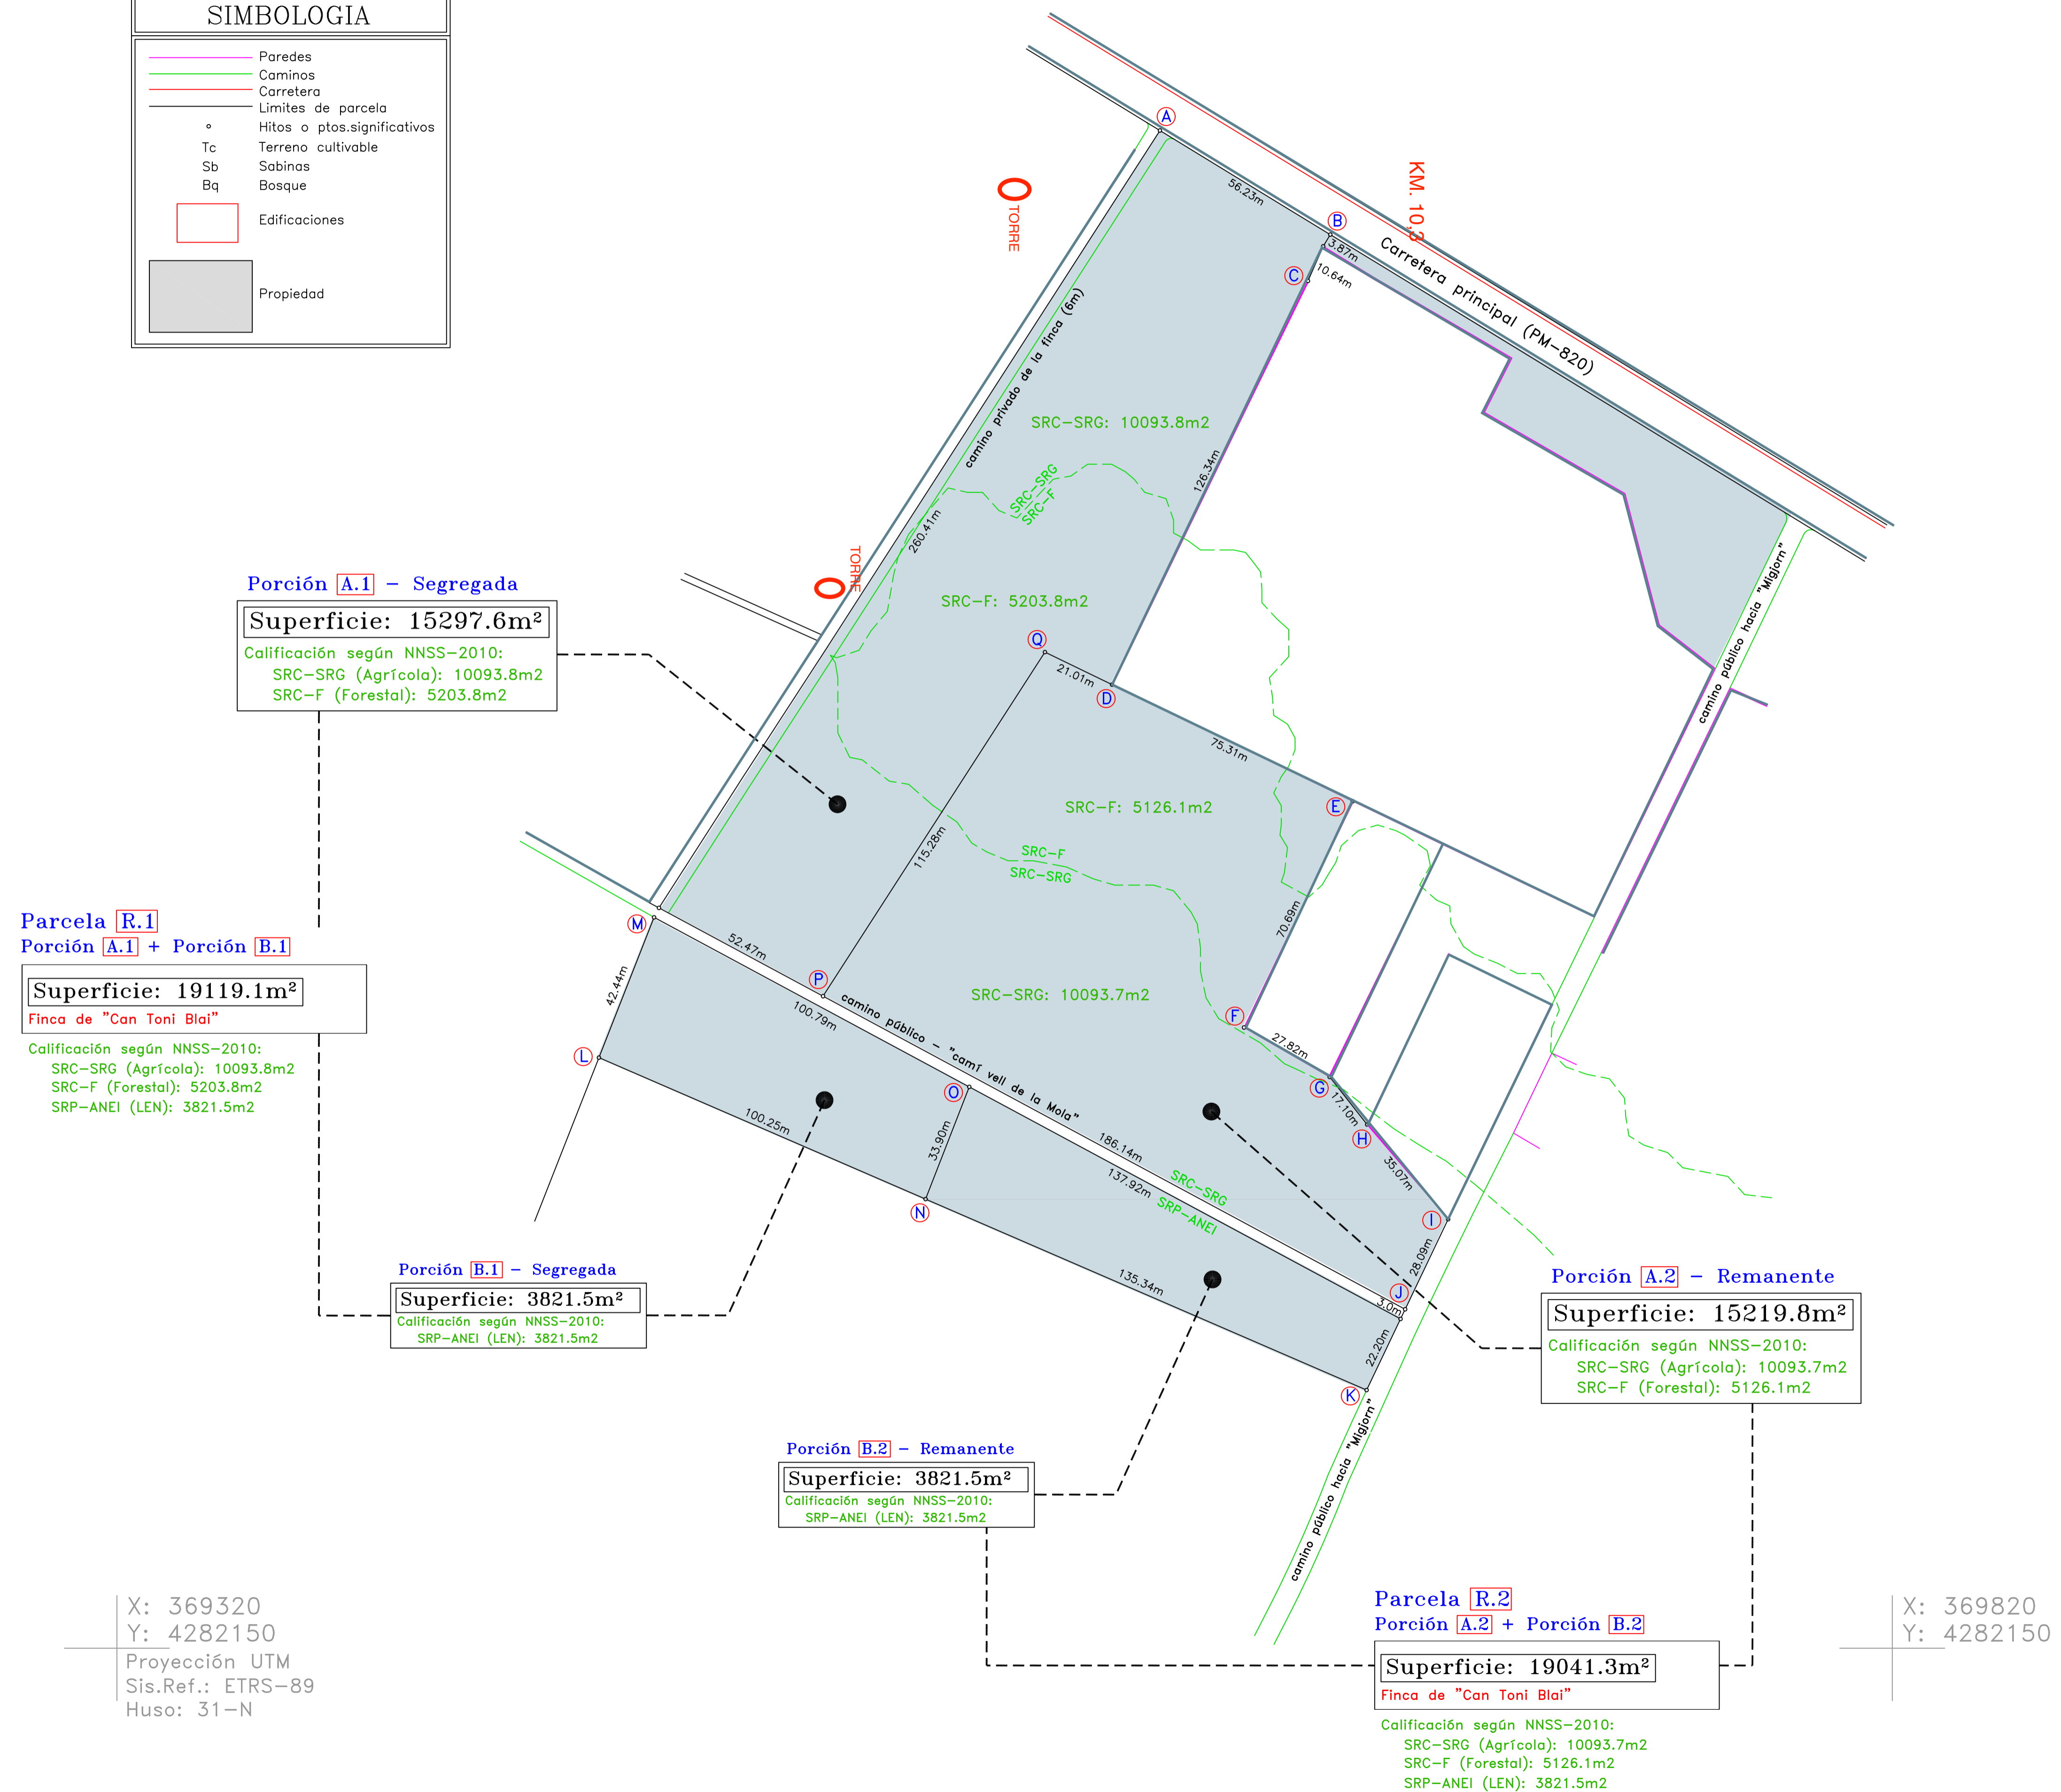 SIMBOLOGIA
Paredes
Caminos
Carretera
Limites de parcela
Hitos o ptos.significativos
Tc Terreno cultivable
Sb Sabinas
Bq Bosque
Edificaciones
Propiedad
A
56.23m
B
3.87m
C
10.64m
KM. 10,3
Carretera principal (PM-820)
TORRE
camino privado de la finca (6m)
SRC-SRG: 10093.8m2
126.34m
SRC-SRG
SRC-F
260.41m
TORRE
SRC-F: 5203.8m2
camino público hacia "Migjorn"
Q
21.01m
D
75.31m
E
SRC-F: 5126.1m2
115.28m
SRC-F
SRC-SRG
70.69m
M
52.47m
42.44m
P
100.79m
camino público - "camí vell de la Mola"
SRC-SRG: 10093.7m2
F
27.82m
G
17.10m
H
35.07m
L
100.25m
O
33.90m
N
186.14m
137.92m
SRC-SRG
SRP-ANEI
135.34m
I
28.09m
J
3.0m
22.20m
K
camino público hacia "Migjorn"
Porción A.1 - Segregada
Superficie: 15297.6m²
Calificación según NNSS-2010:
SRC-SRG (Agrícola): 10093.8m2
SRC-F (Forestal): 5203.8m2
Parcela R.1
Porción A.1 + Porción B.1
Superficie: 19119.1m²
Finca de "Can Toni Blai"
Calificación según NNSS-2010:
SRC-SRG (Agrícola): 10093.8m2
SRC-F (Forestal): 5203.8m2
SRP-ANEI (LEN): 3821.5m2
Porción B.1 - Segregada
Superficie: 3821.5m²
Calificación según NNSS-2010:
SRP-ANEI (LEN): 3821.5m2
Porción A.2 - Remanente
Superficie: 15219.8m²
Calificación según NNSS-2010:
SRC-SRG (Agrícola): 10093.7m2
SRC-F (Forestal): 5126.1m2
Porción B.2 - Remanente
Superficie: 3821.5m²
Calificación según NNSS-2010:
SRP-ANEI (LEN): 3821.5m2
Parcela R.2
Porción A.2 + Porción B.2
Superficie: 19041.3m²
Finca de "Can Toni Blai"
Calificación según NNSS-2010:
SRC-SRG (Agrícola): 10093.7m2
SRC-F (Forestal): 5126.1m2
SRP-ANEI (LEN): 3821.5m2
X: 369320
Y: 4282150
Proyección UTM
Sis.Ref.: ETRS-89
Huso: 31-N
X: 369820
Y: 4282150